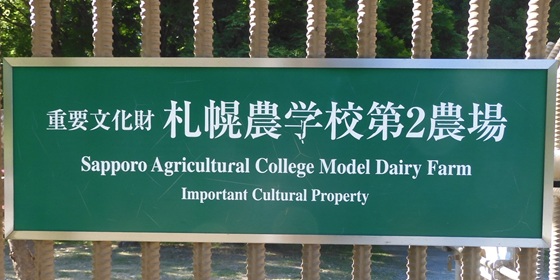 重要文化財 札幌農学校第2農場
Sapporo Agricultural College Model Dairy Farm
Important Cultural Property